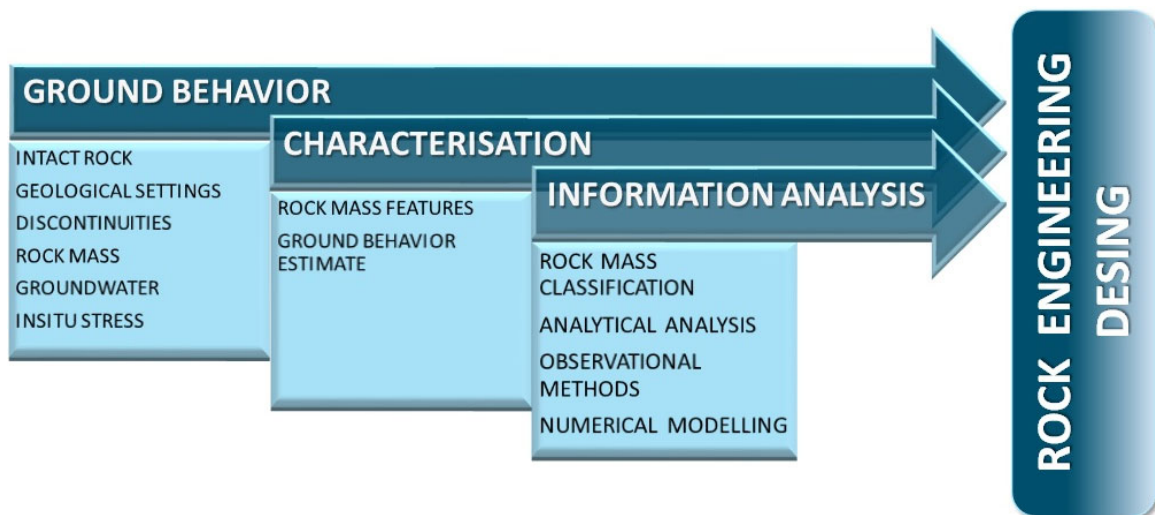 GROUND BEHAVIOR
INTACT ROCK
GEOLOGICAL SETTINGS
DISCONTINUITIES
ROCK MASS
GROUNDWATER
INSITU STRESS
CHARACTERISATION
ROCK MASS FEATURES
GROUND BEHAVIOR
ESTIMATE
INFORMATION ANALYSIS
ROCK MASS
CLASSIFICATION
ANALYTICAL ANALYSIS
OBSERVATIONAL
METHODS
NUMERICAL MODELLING
ROCK ENGINEERING
DESING